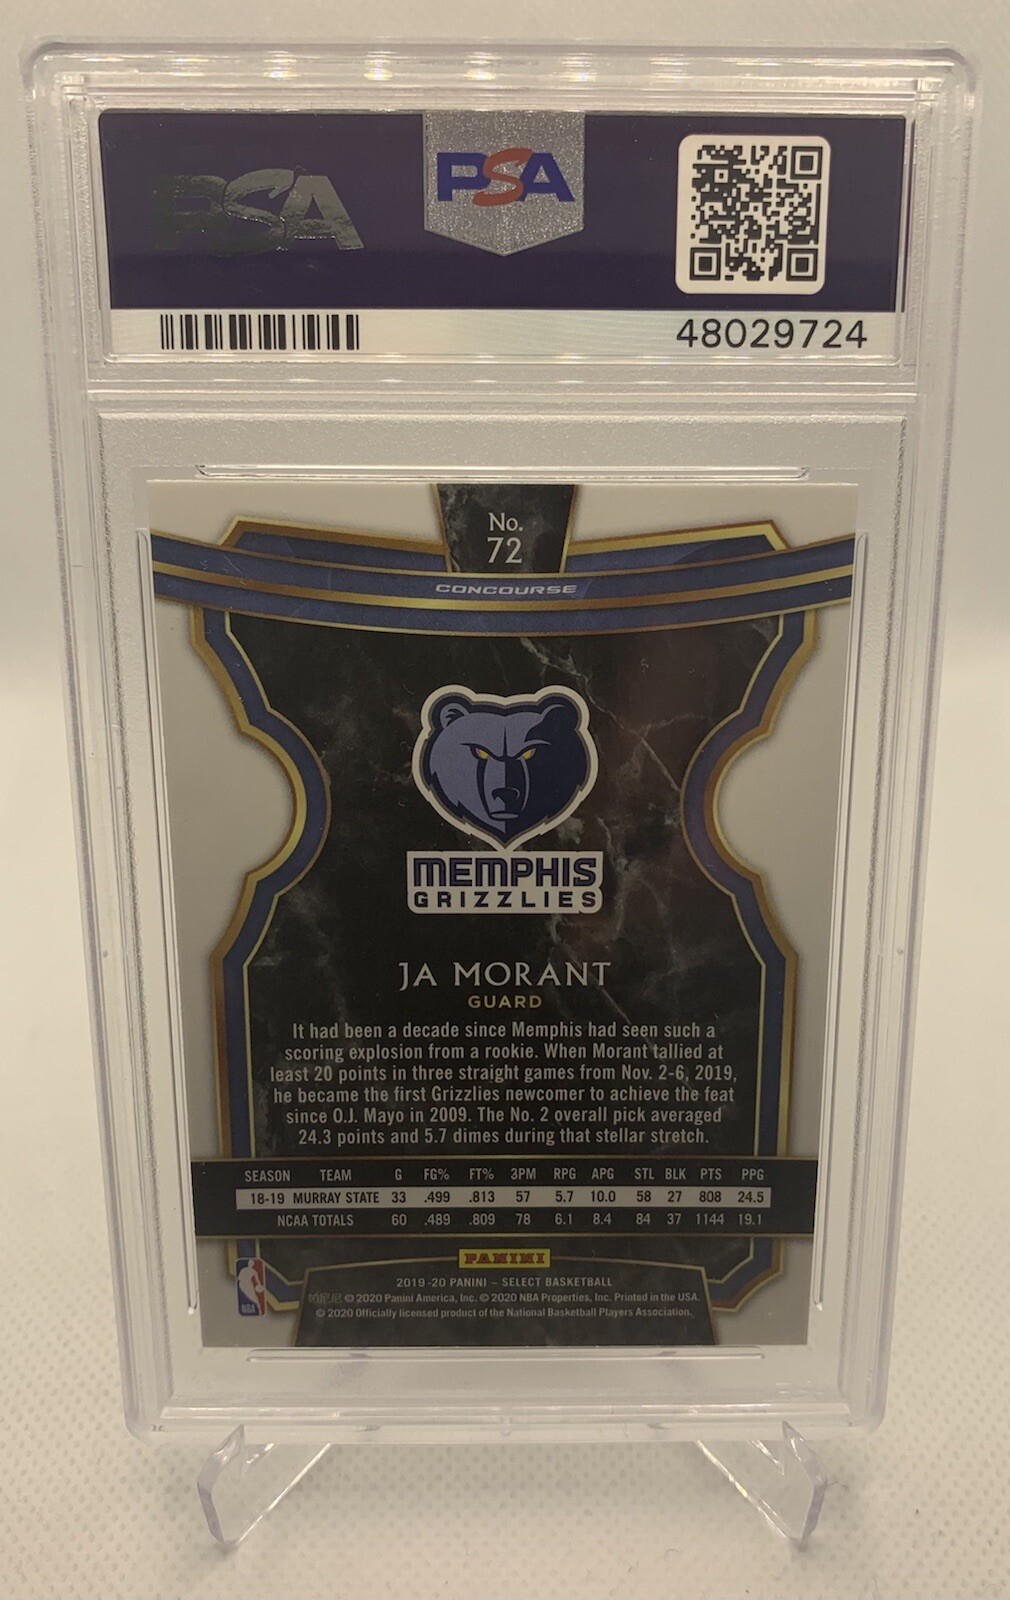 PSA
PSA
48029724
No.
72
CONCOURSE
MEMPHIS
GRIZZLIES
JA MORANT
GUARD
It had been a decade since Memphis had seen such a
scoring explosion from a rookie. When Morant tallied at
least 20 points in three straight games from Nov. 2-6, 2019,
he became the first Grizzlies newcomer to achieve the feat
since O.J. Mayo in 2009. The No. 2 overall pick averaged
24.3 points and 5.7 dimes during that stellar stretch.
SEASON TEAM G FG% FT% 3PM RPG APG STL BLK PTS PPG
18-19 MURRAY STATE 33 .499 .813 57 5.7 10.0 58 27 808 24.5
NCAA TOTALS 60 .489 .809 78 6.1 8.4 84 37 1144 19.1
PANINI
NBA
2019-20 PANINI – SELECT BASKETBALL
© 2020 Panini America, Inc. © 2020 NBA Properties, Inc. Printed in the USA.
© 2020 Officially licensed product of the National Basketball Players Association.